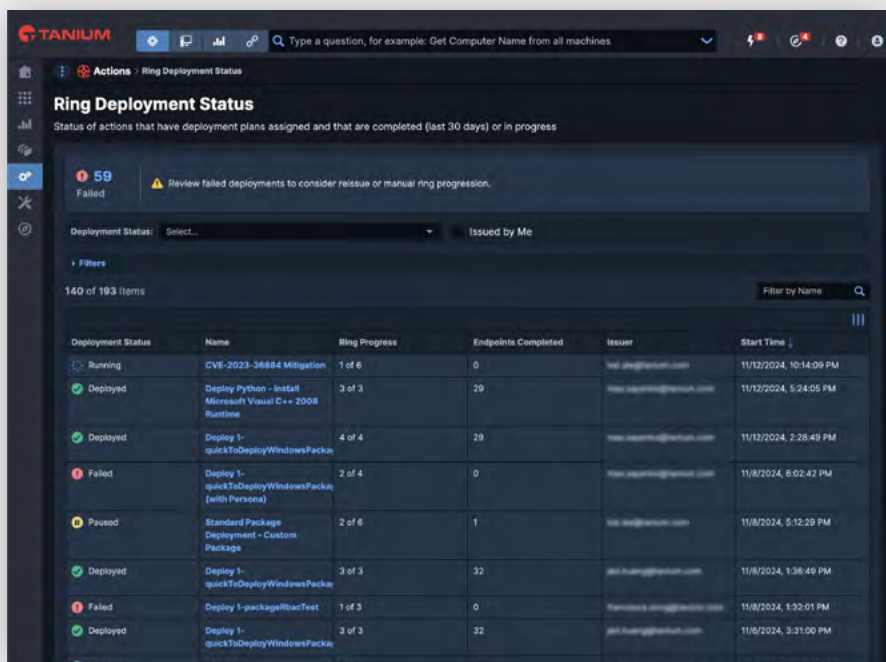 TANIUM
Type a question, for example: Get Computer Name from all machines
Actions > Ring Deployment Status
Ring Deployment Status
Status of actions that have deployment plans assigned and that are completed (last 30 days) or in progress
59
Failed
Review failed deployments to consider reissue or manual ring progression.
Deployment Status: Select... Issued by Me
Filters
140 of 193 items Filter by Name
Deployment Status Name Ring Progress Endpoints Completed Issuer Start Time
Running CVE-2023-36884 Mitigation 1 of 6 0 11/12/2024, 10:14:09 PM
Deployed Deploy Python - Install 3 of 3 29 11/12/2024, 5:24:05 PM
Microsoft Visual C++ 2008
Runtime
Deployed Deploy 1- 4 of 4 29 11/12/2024, 2:28:49 PM
quickToDeployWindowsPackag
Failed Deploy 1- 2 of 4 0 11/8/2024, 6:02:42 PM
quickToDeployWindowsPackag
(with Persona)
Paused Standard Package 2 of 6 1 11/8/2024, 5:12:29 PM
Deployment - Custom
Package
Deployed Deploy 1- 3 of 3 32 11/8/2024, 1:36:49 PM
quickToDeployWindowsPackag
Failed Deploy 1-packageRbacTest 1 of 3 0 11/8/2024, 1:32:01 PM
Deployed Deploy 1- 3 of 3 32 11/6/2024, 3:31:00 PM
quickToDeployWindowsPackag